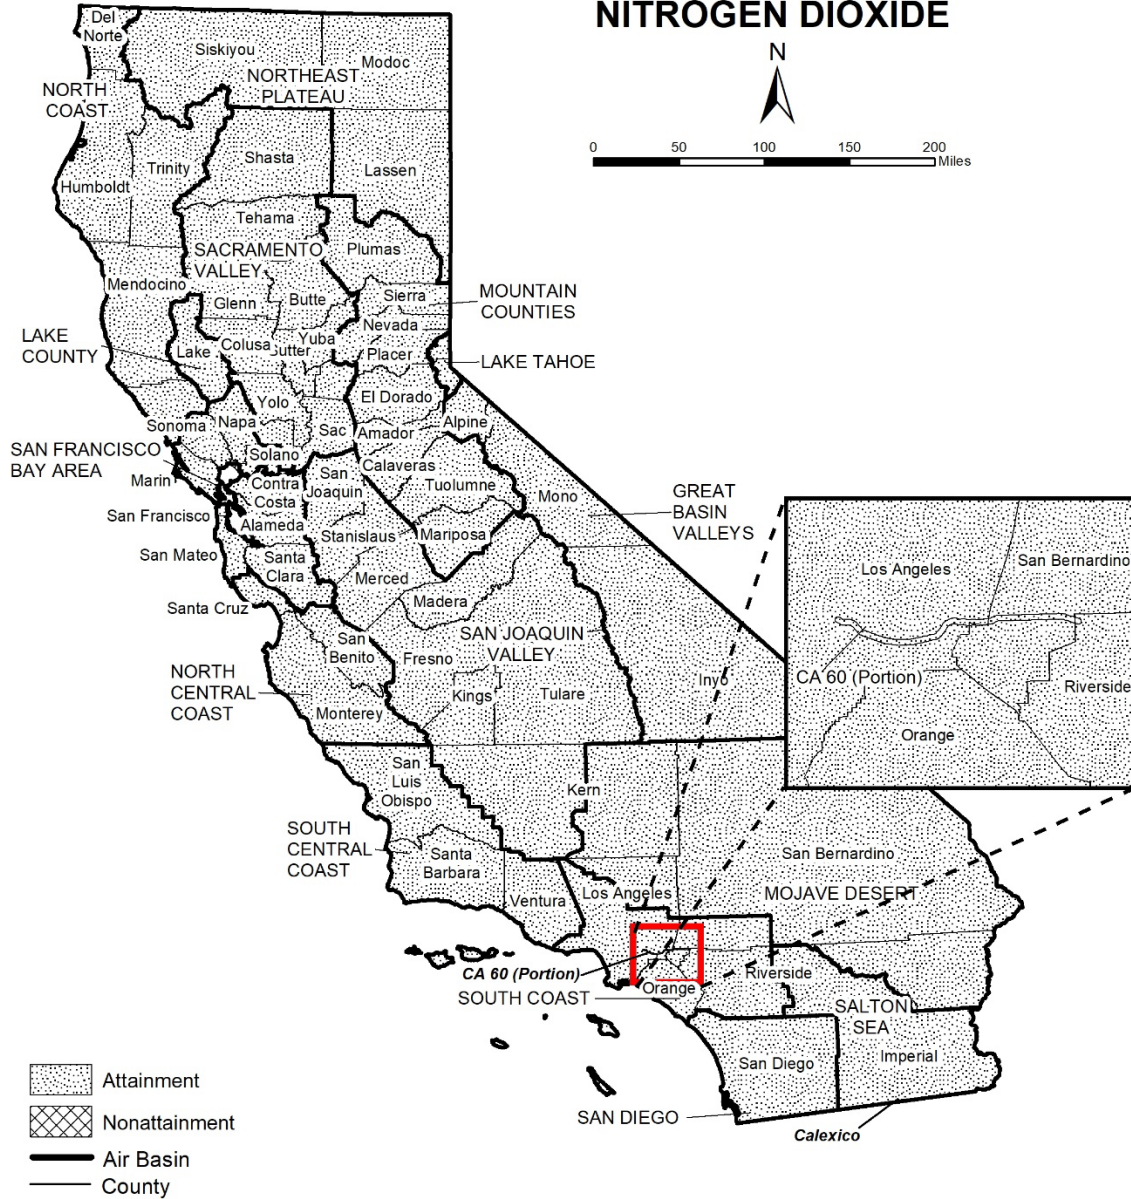 NITROGEN DIOXIDE
N
0 50 100 150 200
Miles
Del
Norte
Siskiyou
Modoc
NORTHEAST
PLATEAU
NORTH
COAST
Shasta
Trinity
Lassen
Humboldt
Tehama
SACRAMENTO
VALLEY
Plumas
Mendocino
Glenn
Butte
Sierra
MOUNTAIN
COUNTIES
Nevada
LAKE
COUNTY
Lake
Colusa
Yuba
utter
Placer
LAKE TAHOE
Yolo
El Dorado
Sonoma
Napa
Sac
Amador
Alpine
SAN FRANCISCO
BAY AREA
Solano
Calaveras
Marin
Contra
Costa
San
Joaquin
Tuolumne
Mono
GREAT
BASIN
VALLEYS
San Francisco
Alameda
Stanislaus
Mariposa
San Mateo
Santa
Clara
Merced
Madera
Santa Cruz
San
Benito
SAN JOAQUIN
VALLEY
Fresno
NORTH
CENTRAL
COAST
Kings
Tulare
Inyo
Monterey
Los Angeles
San Bernardino
CA 60 (Portion)
Riverside
Orange
San
Luis
Obispo
Kern
SOUTH
CENTRAL
COAST
Santa
Barbara
San Bernardino
Ventura
Los Angeles
MOJAVE DESERT
CA 60 (Portion)
Riverside
Orange
SOUTH COAST
SALTON
SEA
San Diego
Imperial
SAN DIEGO
Calexico
Attainment
Nonattainment
Air Basin
County